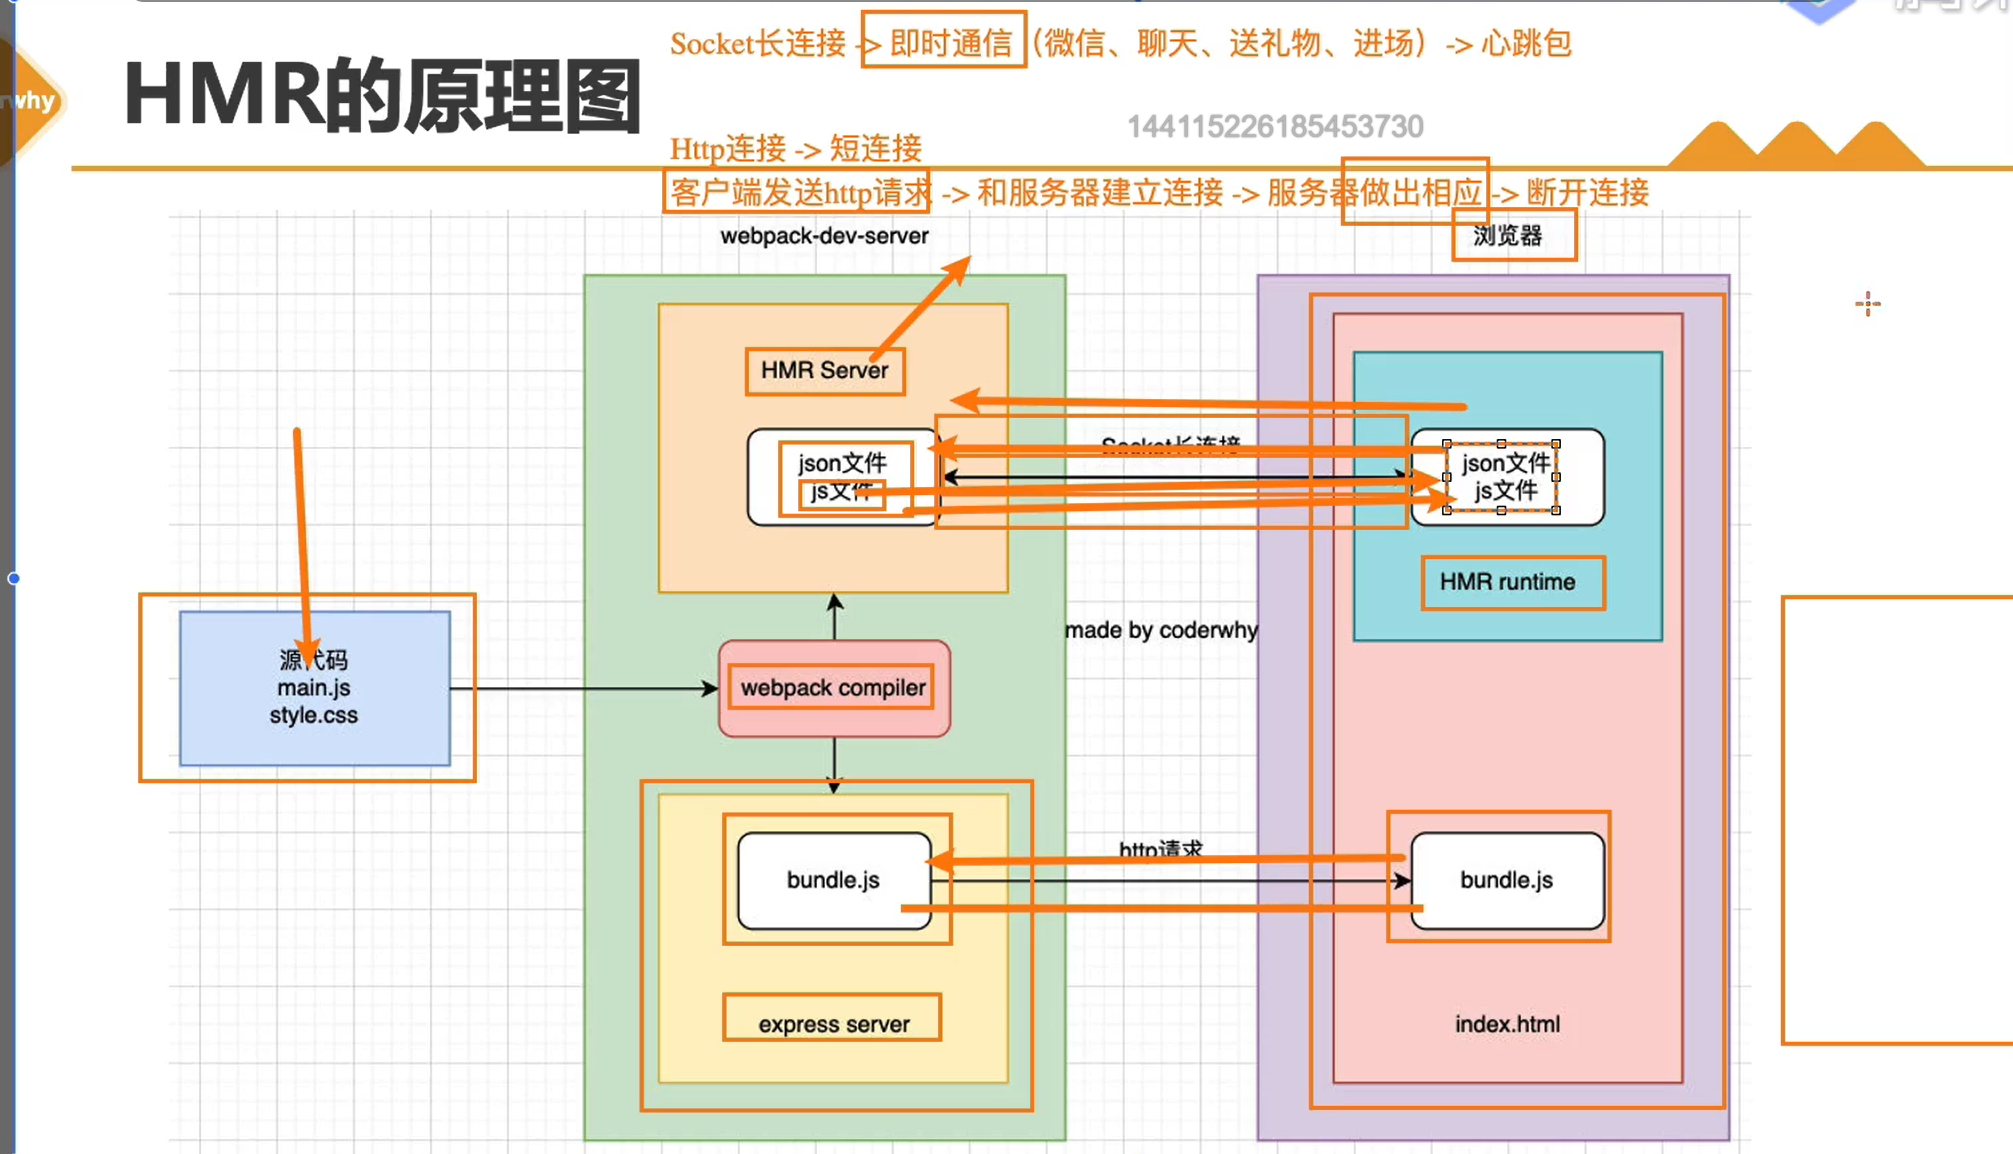 Socket长连接 -> 即时通信（微信、聊天、送礼物、进场）-> 心跳包
why
HMR的原理图
144115226185453730
Http连接 -> 短连接
客户端发送http请求 -> 和服务器建立连接 -> 服务器做出相应 -> 断开连接
webpack-dev-server
浏览器
HMR Server
Socket长连接
json文件
js文件
json文件
js文件
HMR runtime
made by coderwhy
源代码
main.js
style.css
webpack compiler
http请求
bundle.js
bundle.js
express server
index.html